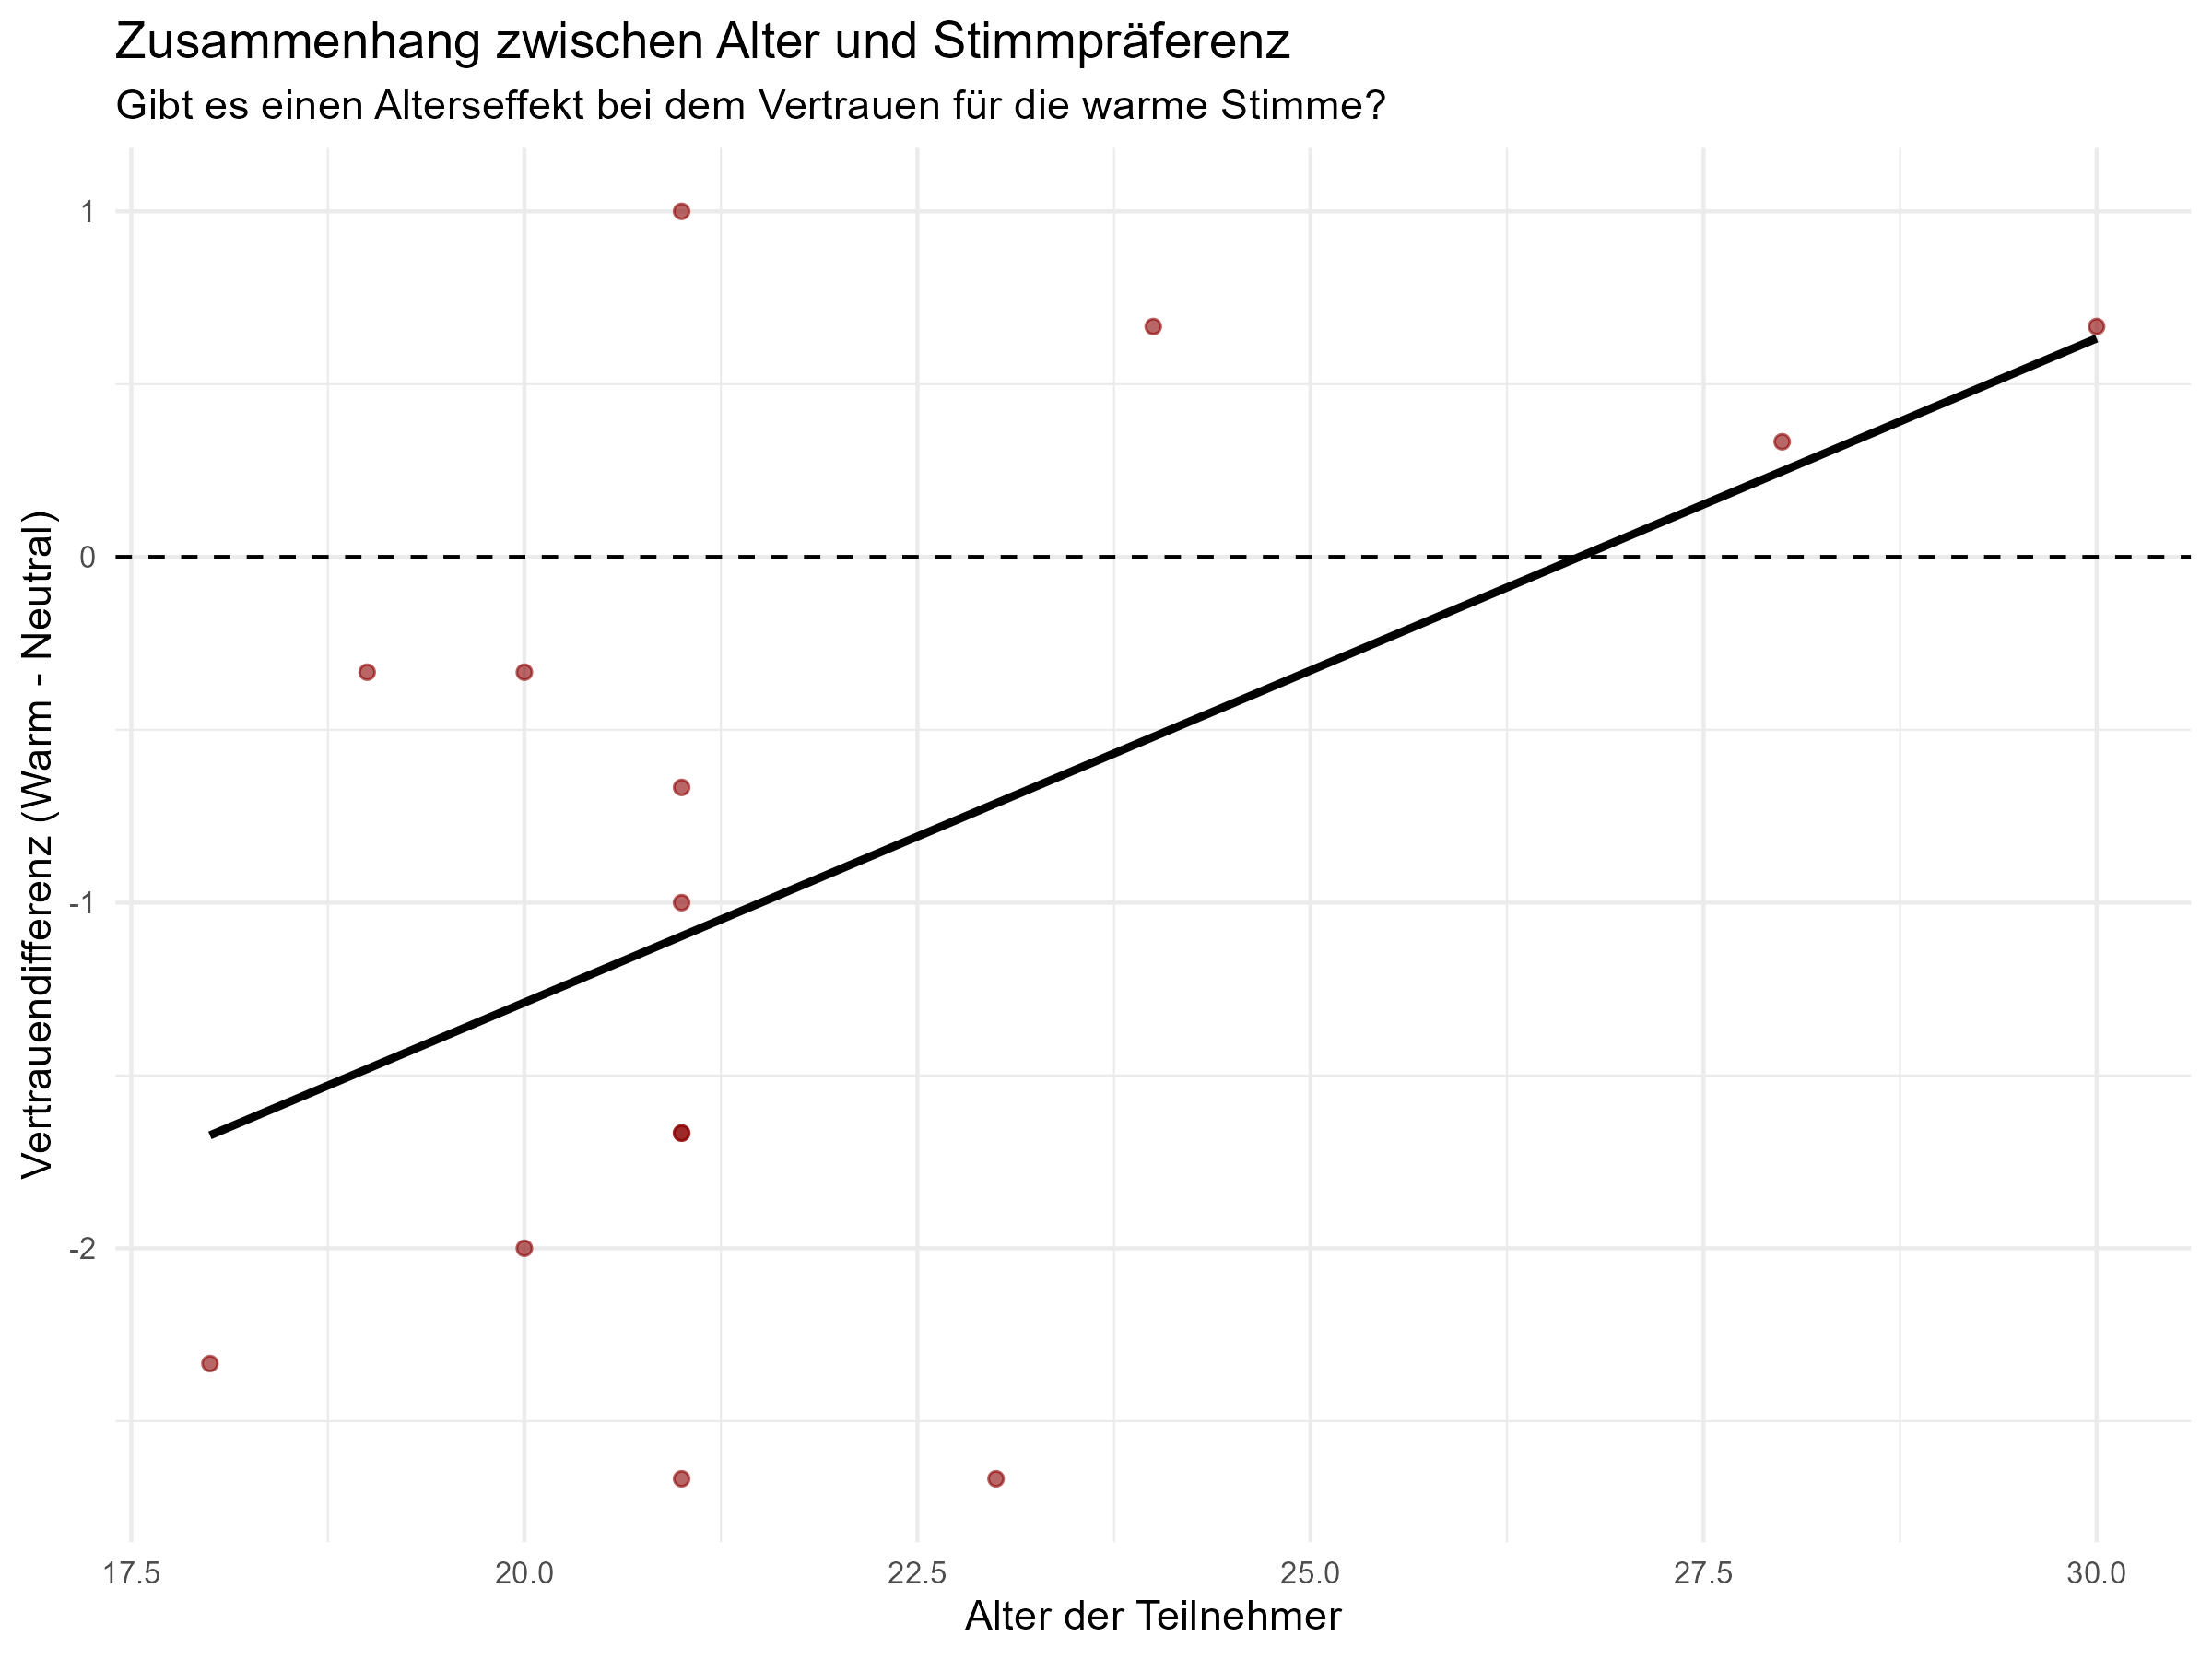 Zusammenhang zwischen Alter und Stimmpräferenz
Gibt es einen Alterseffekt bei dem Vertrauen für die warme Stimme?
Vertrauendifferenz (Warm - Neutral)
1
0
-1
-2
17.5 20.0 22.5 25.0 27.5 30.0
Alter der Teilnehmer